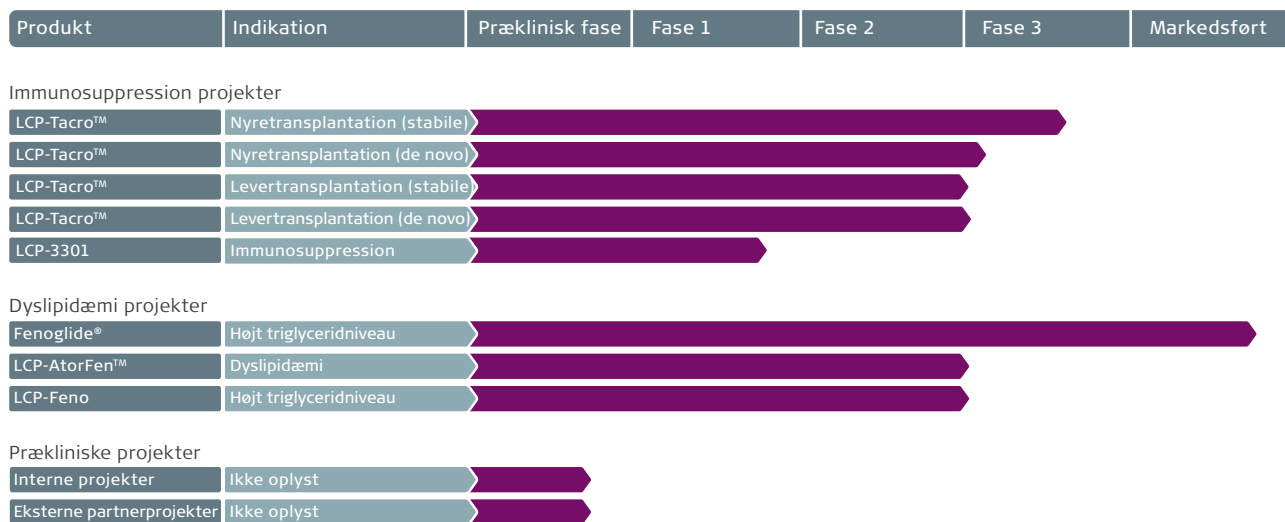 Produkt Indikation Præklinisk fase Fase 1 Fase 2 Fase 3 Markedsført
Immunosuppression projekter
LCP-Tacro™ Nyretransplantation (stabile)
LCP-Tacro™ Nyretransplantation (de novo)
LCP-Tacro™ Levertransplantation (stabile)
LCP-Tacro™ Levertransplantation (de novo)
LCP-3301 Immunosuppression
Dyslipidæmi projekter
Fenoglide® Højt triglyceridniveau
LCP-AtorFen™ Dyslipidæmi
LCP-Feno Højt triglyceridniveau
Prækliniske projekter
Interne projekter Ikke oplyst
Eksterne partnerprojekter Ikke oplyst